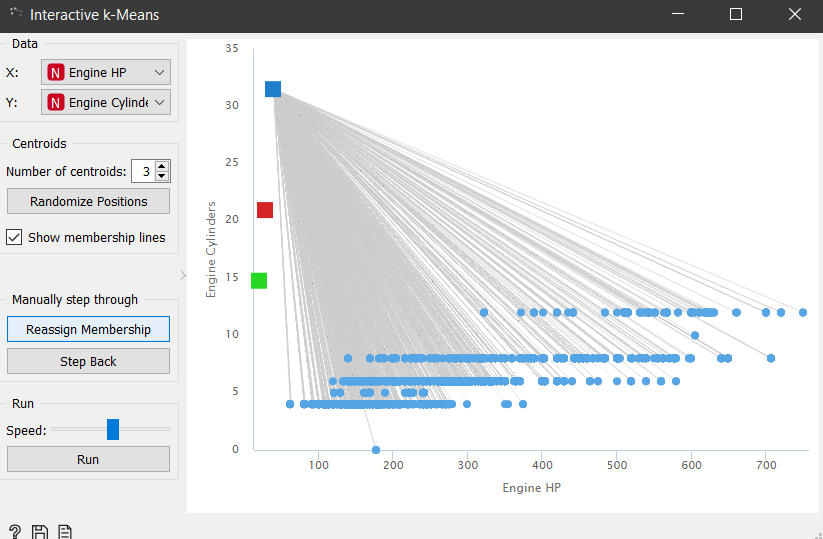 Interactive k-Means
Data
X: N Engine HP
Y: N Engine Cylinde
Centroids
Number of centroids: 3
Randomize Positions
Show membership lines
Manually step through
Reassign Membership
Step Back
Run
Speed:
Run
35
30
25
20
15
10
5
0
Engine Cylinders
100 200 300 400 500 600 700
Engine HP
?